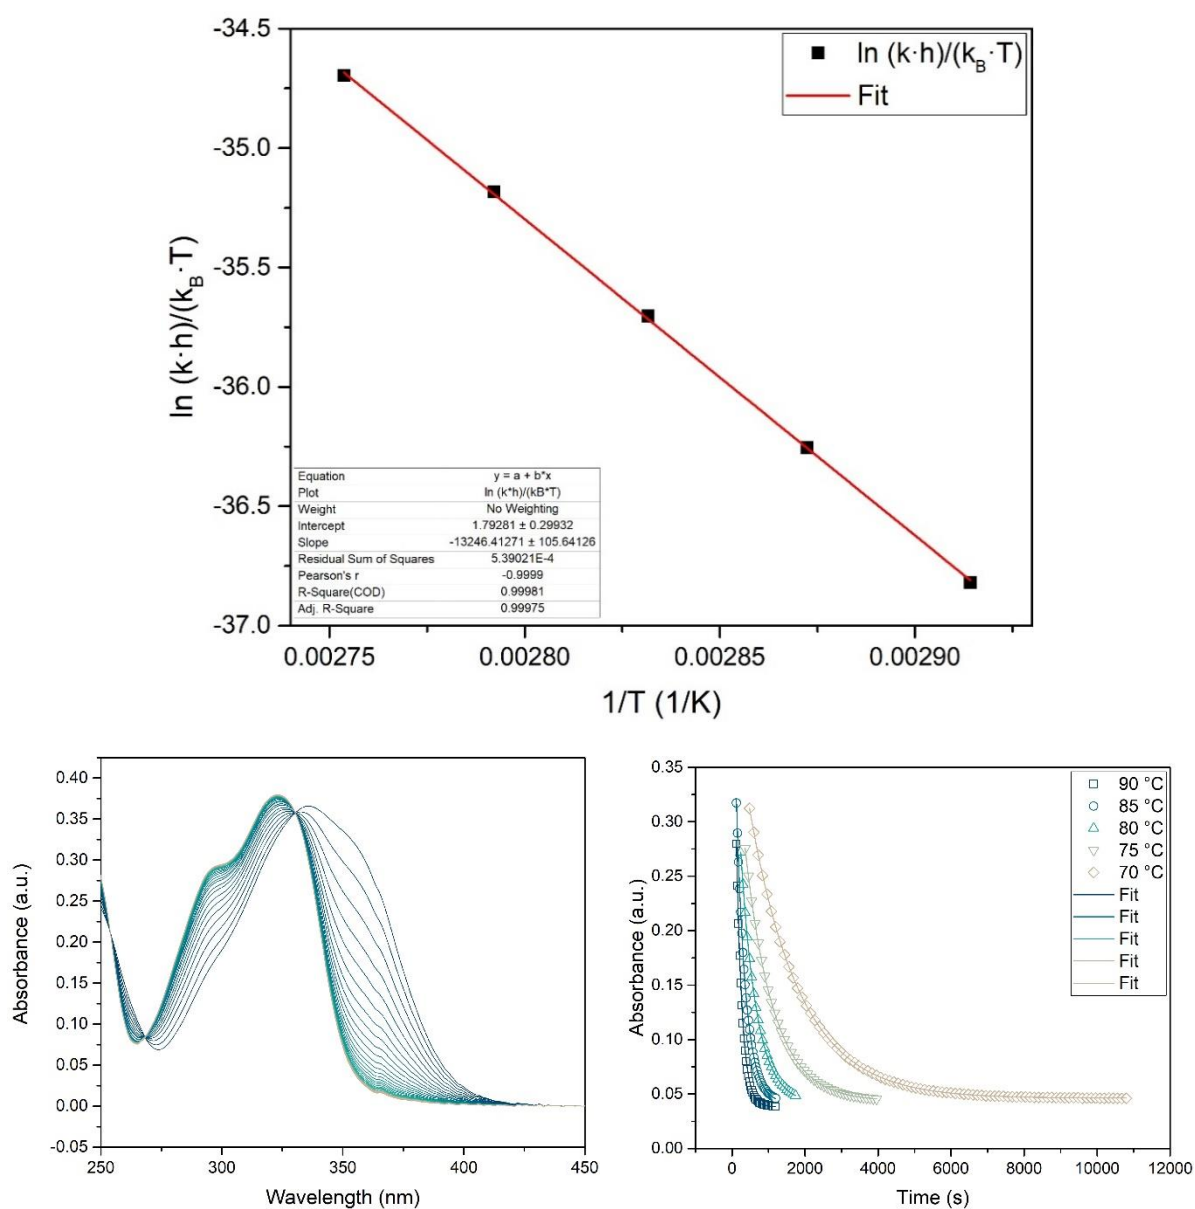 -34.5
-35.0
-35.5
-36.0
-36.5
-37.0
ln (k·h)/(k_B·T)
ln (k·h)/(k_B·T)
Fit
Equation y = a + b*x
Plot ln (k*h)/(kB*T)
Weight No Weighting
Intercept 1.79281 ± 0.29932
Slope -13246.41271 ± 105.64126
Residual Sum of Squares 5.39021E-4
Pearson's r -0.9999
R-Square(COD) 0.99981
Adj. R-Square 0.99975
0.00275 0.00280 0.00285 0.00290
1/T (1/K)
0.40
0.35
0.30
0.25
0.20
0.15
0.10
0.05
0.00
-0.05
Absorbance (a.u.)
250 300 350 400 450
Wavelength (nm)
0.35
0.30
0.25
0.20
0.15
0.10
0.05
0.00
Absorbance (a.u.)
90 °C
85 °C
80 °C
75 °C
70 °C
Fit
Fit
Fit
Fit
Fit
0 2000 4000 6000 8000 10000 12000
Time (s)